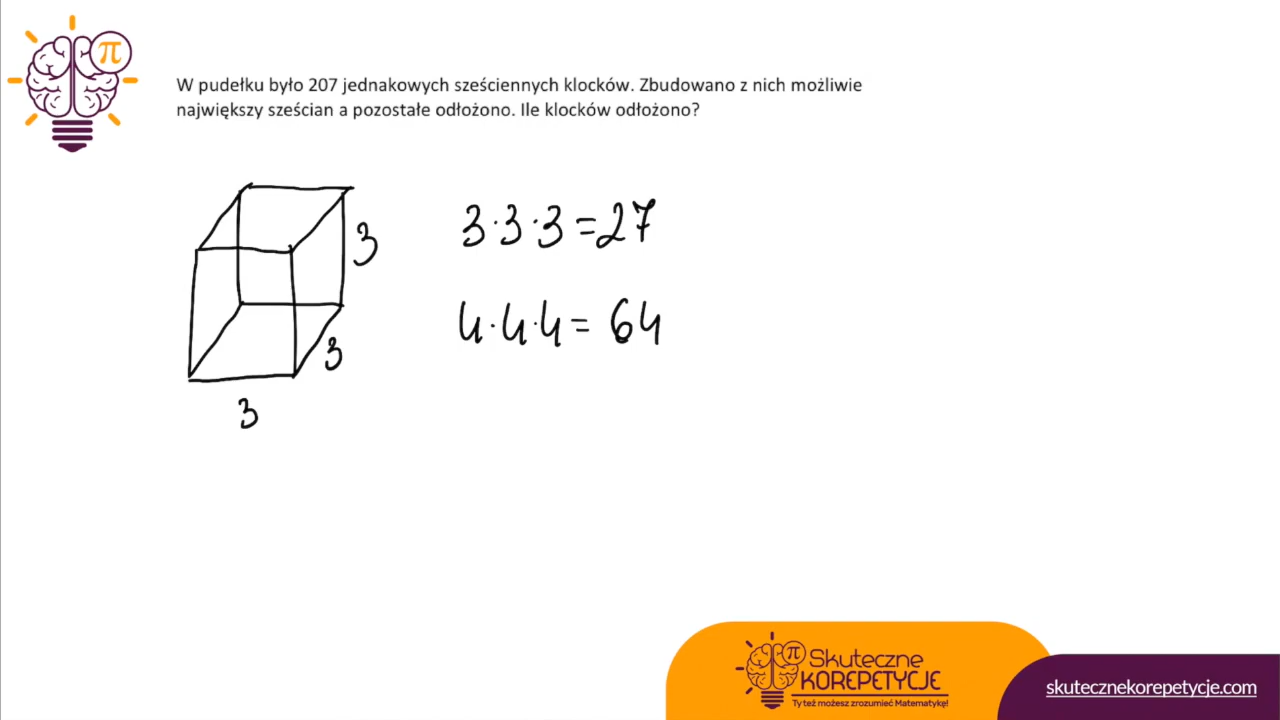 π
W pudełku było 207 jednakowych sześciennych klocków. Zbudowano z nich możliwie
największy sześcian a pozostałe odłożono. Ile klocków odłożono?
3
3
3
3·3·3=27
4·4·4=64
π
Skuteczne
KOREPETYCJE
Ty też możesz zrozumieć Matematykę!
skutecznekorepetycje.com